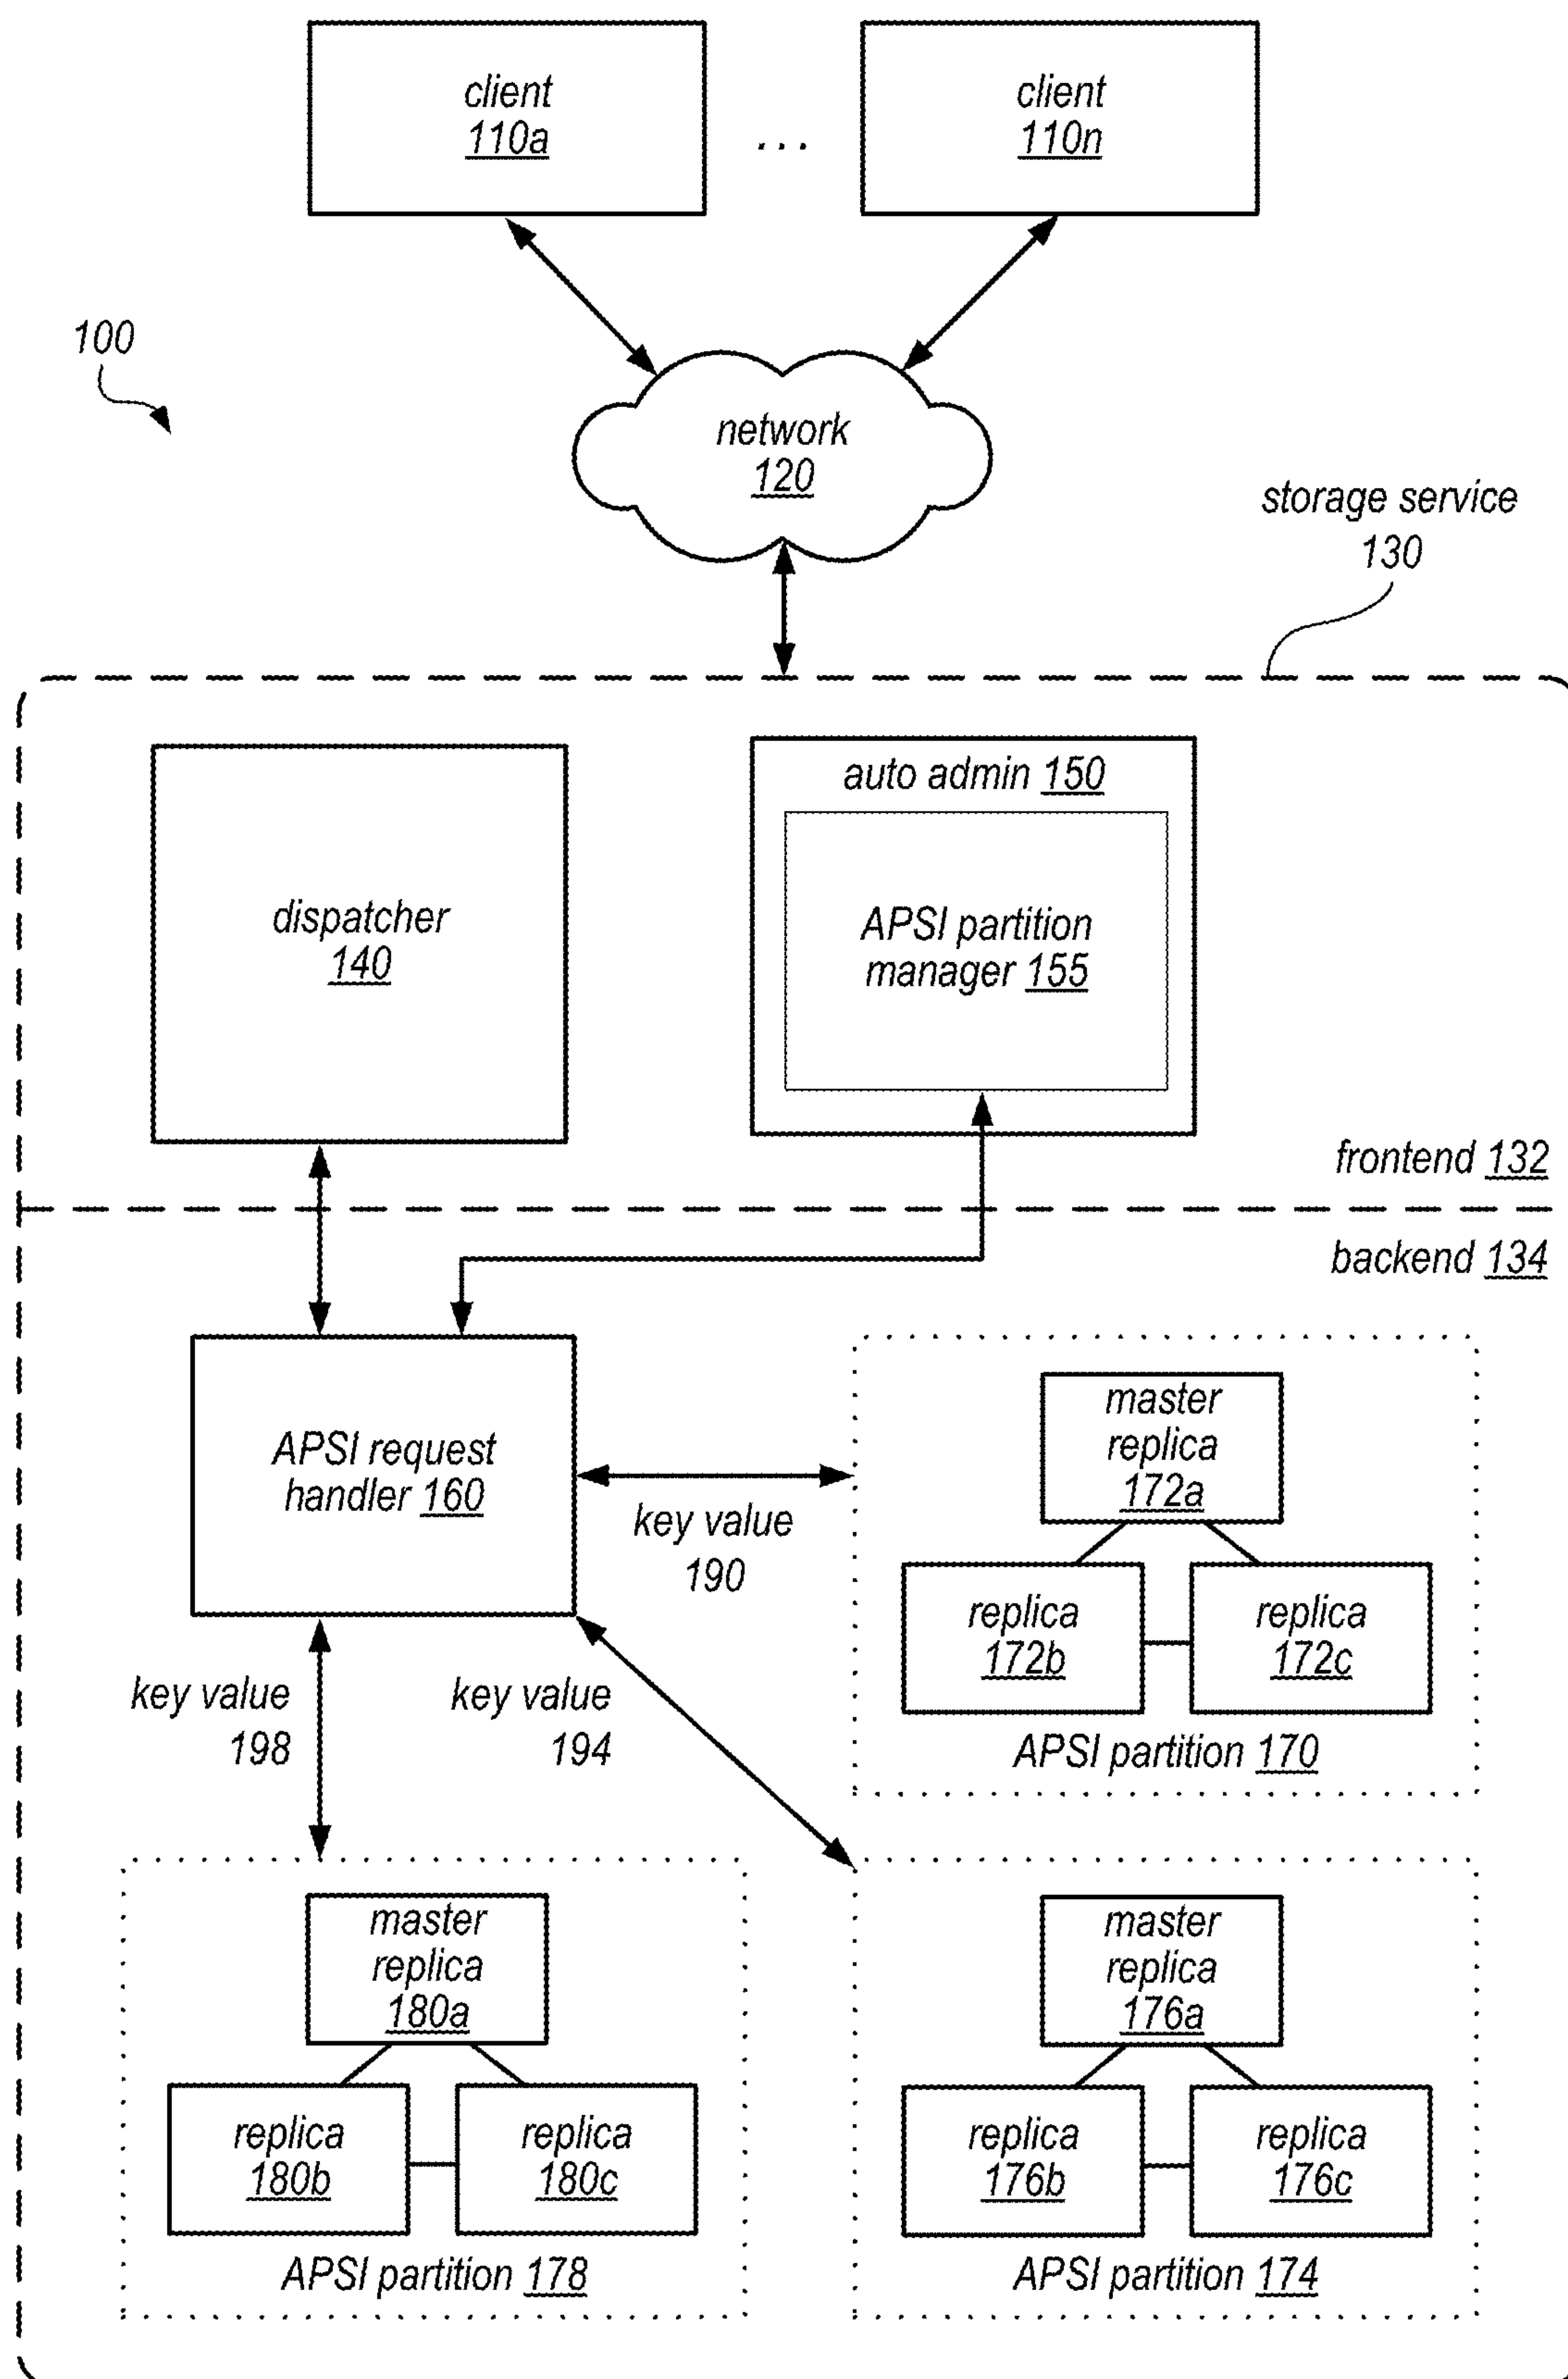 client
110a
...
client
110n
100
network
120
storage service
130
auto admin 150
dispatcher
140
APSI partition
manager 155
frontend 132
backend 134
APSI request
handler 160
key value
190
master
replica
172a
replica
172b
replica
172c
APSI partition 170
key value
198
key value
194
master
replica
180a
replica
180b
replica
180c
APSI partition 178
master
replica
176a
replica
176b
replica
176c
APSI partition 174